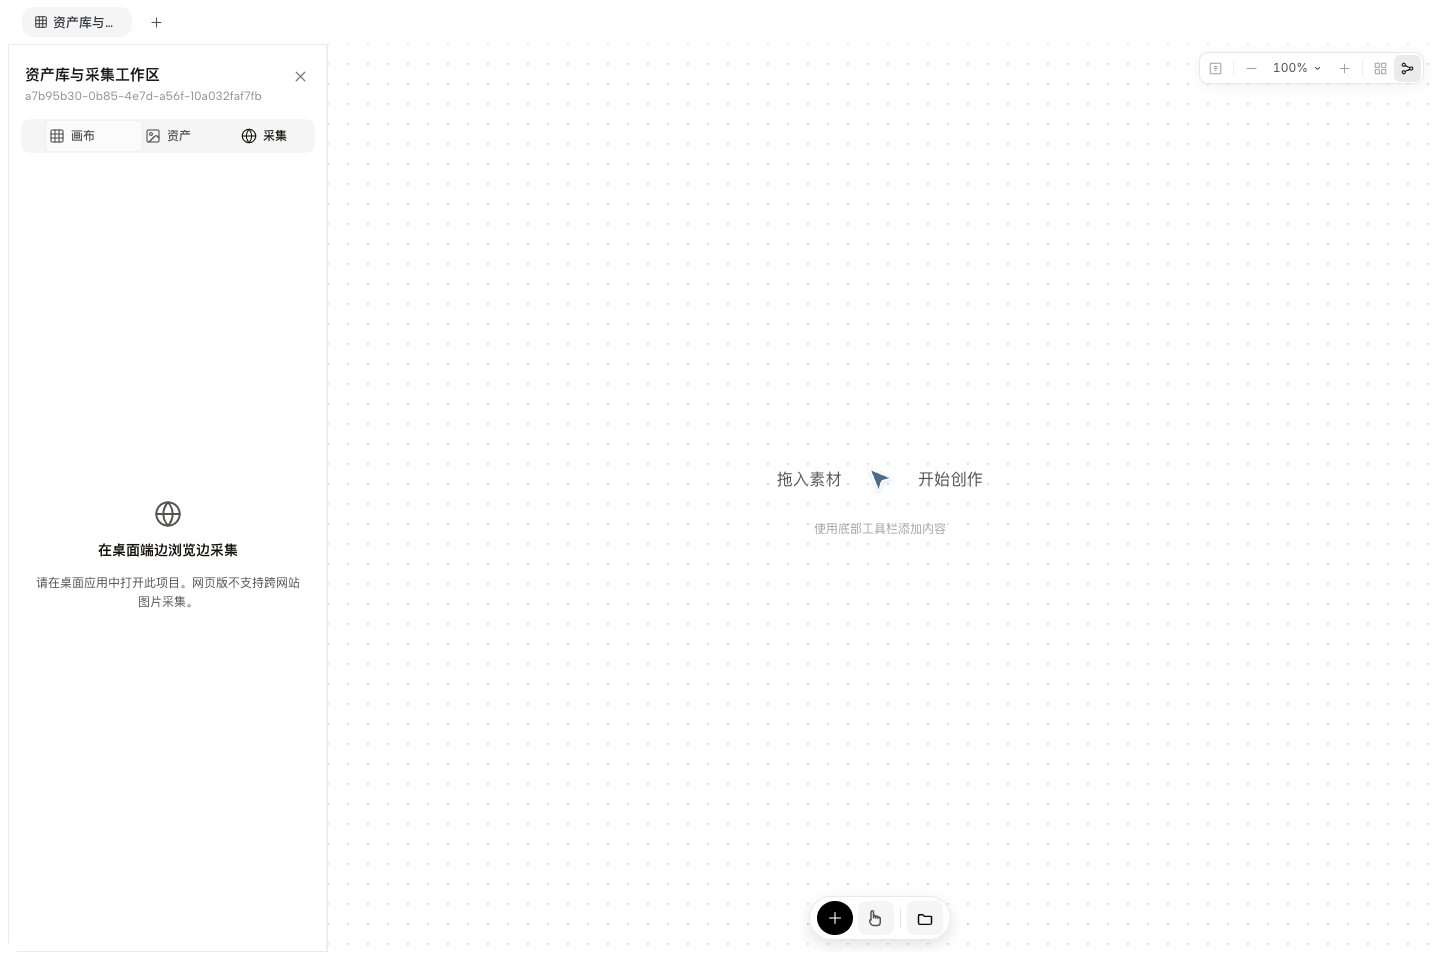 资产库与...
资产库与采集工作区
a7b95b30-0b85-4e7d-a56f-10a032faf7fb
画布
资产
采集
100%
拖入素材 开始创作
使用底部工具栏添加内容
在桌面端边浏览边采集
请在桌面应用中打开此项目。网页版不支持跨网站
图片采集。